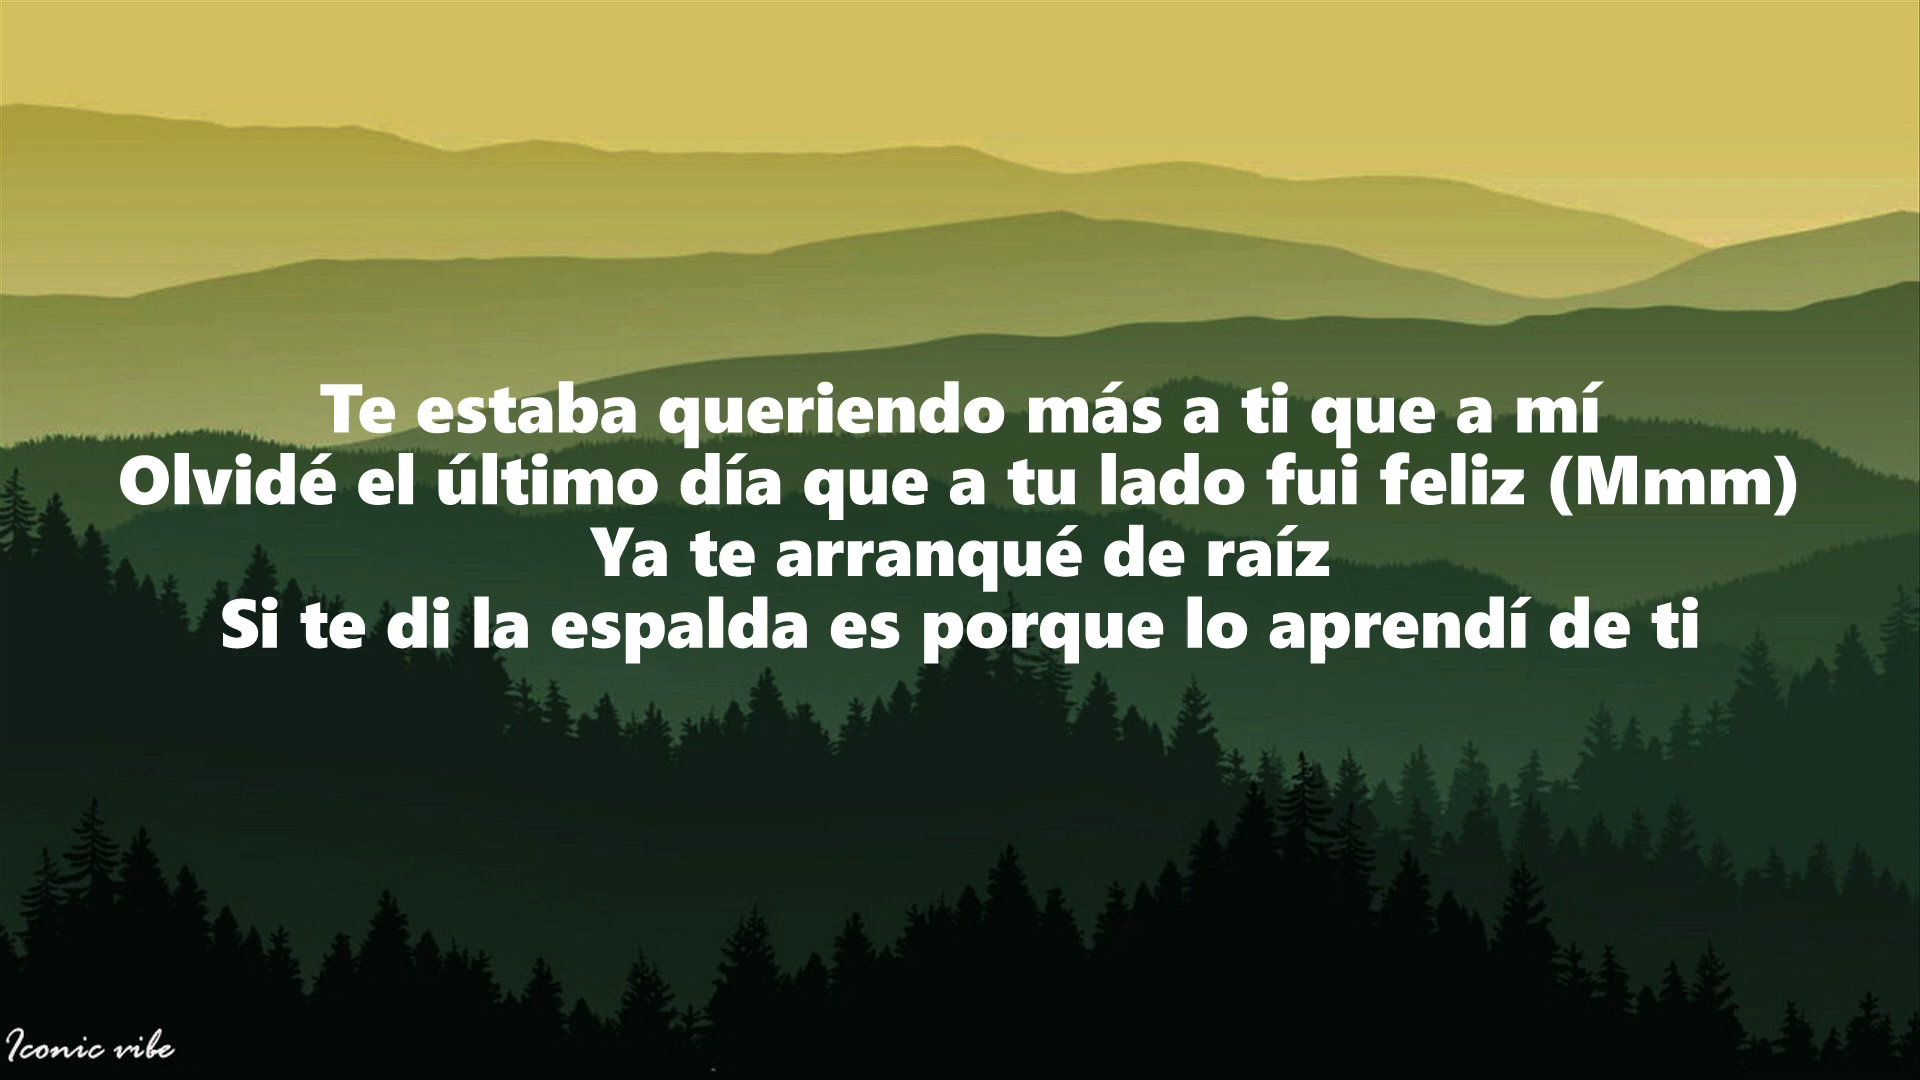 Te estaba queriendo más a ti que a mí
Olvidé el último día que a tu lado fui feliz (Mmm)
Ya te arranqué de raíz
Si te di la espalda es porque lo aprendí de ti
Iconic vibe